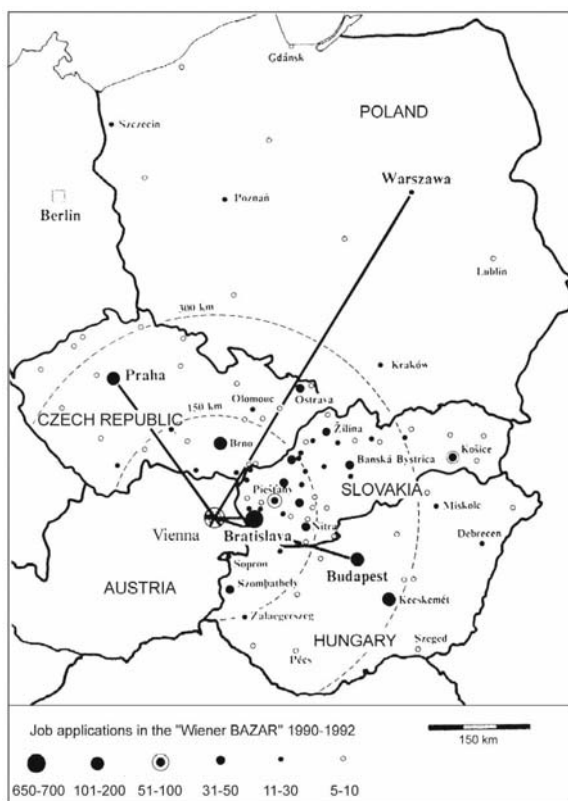 Gdańsk
Szczecin
POLAND
Warszawa
Poznań
Berlin
Lublin
300 km
Kraków
Praha
Ostrava
Olomouc
150 km
CZECH REPUBLIC
Žilina
Brno
Košice
Banská Bystrica
Piešťany
SLOVAKIA
Miskolc
Nitra
Vienna
Bratislava
Debrecen
Sopron
Budapest
AUSTRIA
Szombathely
Kecskemét
Zalaegerszeg
HUNGARY
Szeged
Pécs
Job applications in the "Wiener BAZAR" 1990-1992
150 km
650-700 101-200 51-100 31-50 11-30 5-10